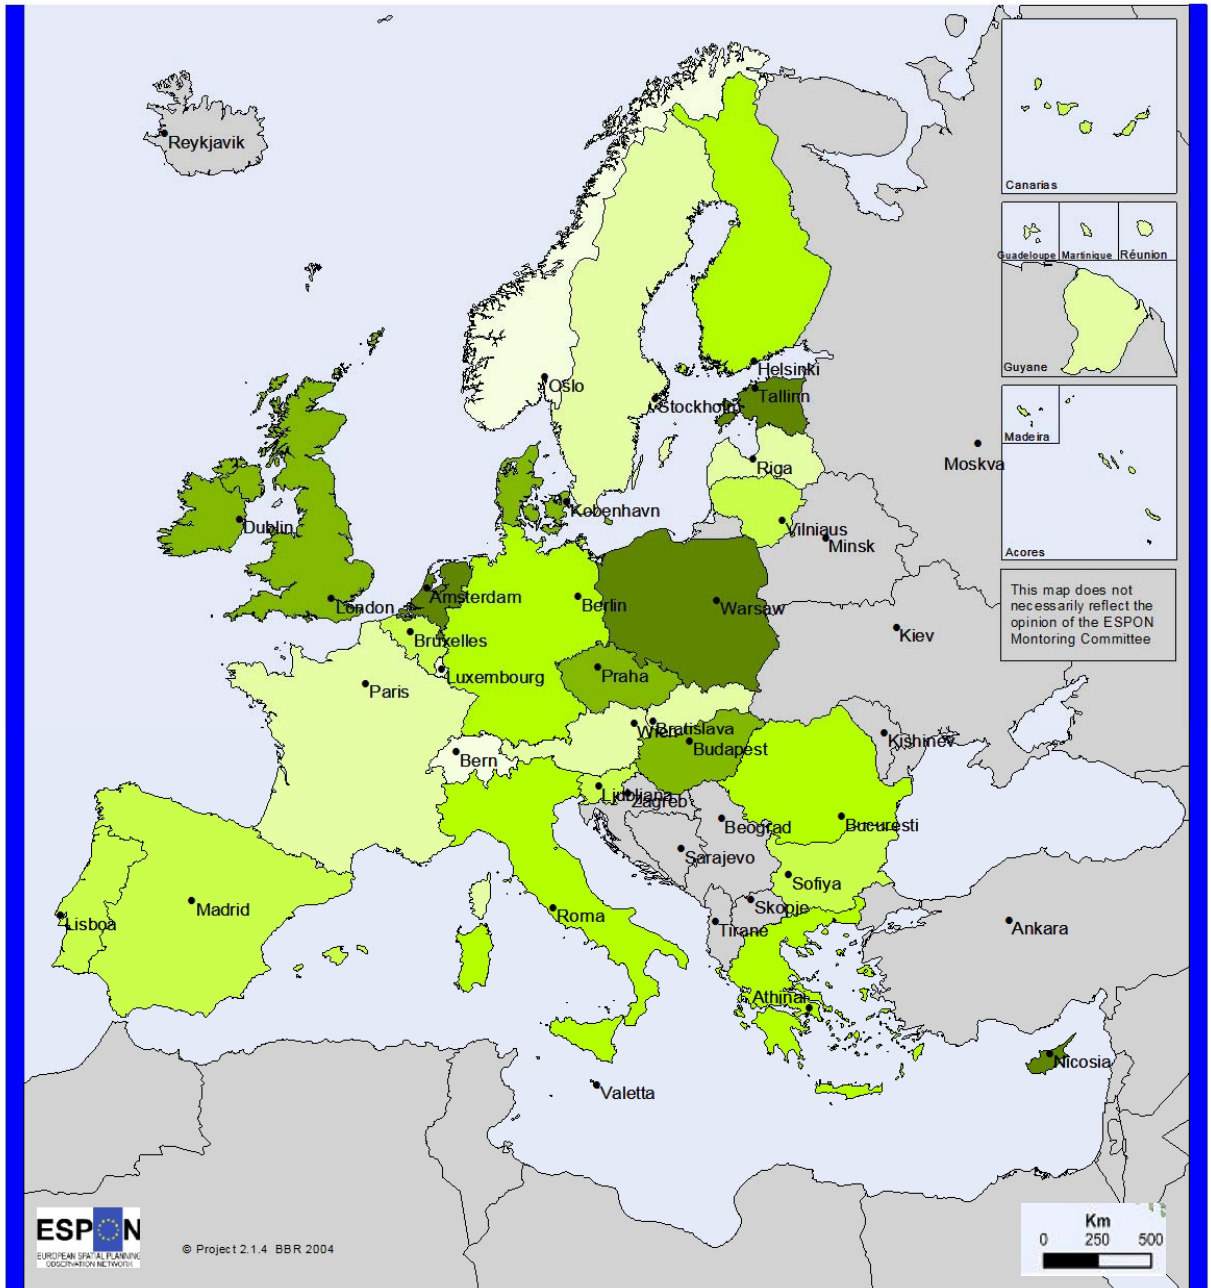 Reykjavik
Canarias
Guadeloupe
Martinique
Réunion
Guyane
Madeira
Acores
Oslo
Helsinki
Tallinn
Stockholm
Moskva
Riga
Kobenhavn
Dublin
Vilniaus
Minsk
This map does not
necessarily reflect the
opinion of the ESPON
Montoring Committee
London
Amsterdam
Berlin
Warsaw
Kiev
Bruxelles
Luxembourg
Praha
Paris
Wien
Bratislava
Budapest
Kishinev
Bern
Ljubljana
Zagreb
Beograd
Bucuresti
Sarajevo
Sofiya
Lisboa
Madrid
Roma
Skopje
Tirane
Ankara
Athinai
Nicosia
Valetta
ESPON
EUROPEAN SPATIAL PLANNING
OBSERVATION NETWORK
© Project 2.1.4 BBR 2004
Km
0 250 500